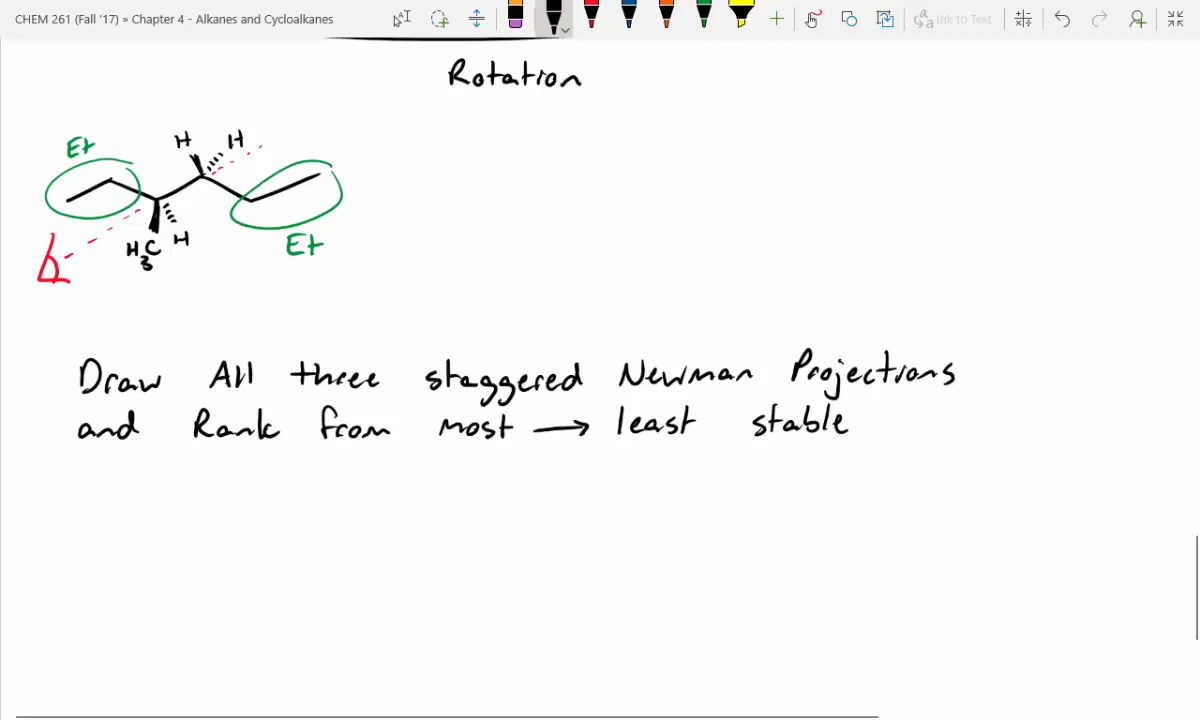 CHEM 261 (Fall '17) » Chapter 4 - Alkanes and Cycloalkanes
Ink to Text
Rotation
Et
H H
H3C H
Et
Draw All three staggered Newman Projections
and Rank from most → least stable